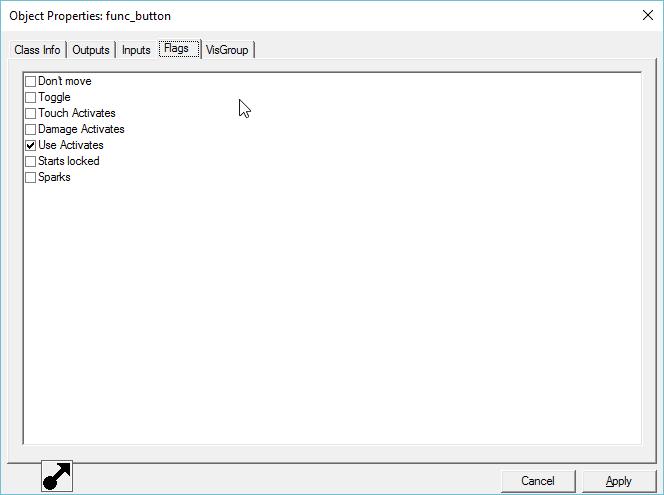 Object Properties: func_button
Class Info Outputs Inputs Flags VisGroup
Don't move
Toggle
Touch Activates
Damage Activates
Use Activates
Starts locked
Sparks
Cancel Apply